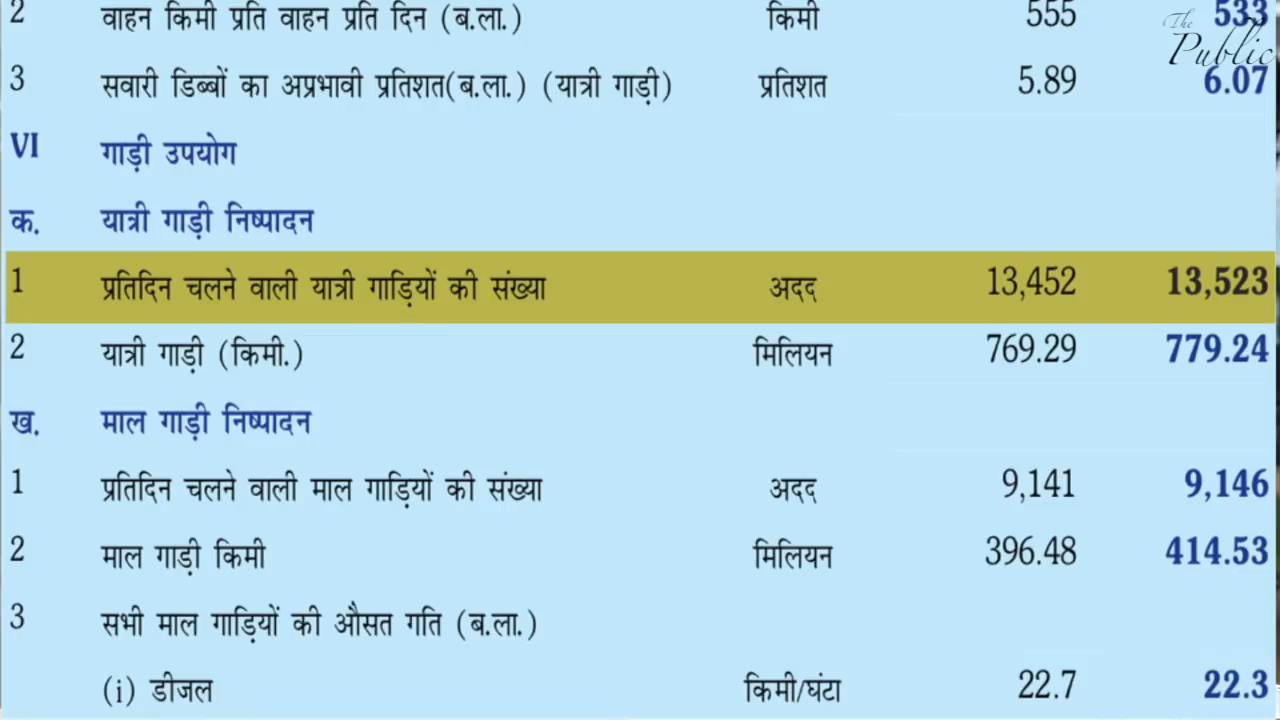 The
Public
2 वाहन किमी प्रति वाहन प्रति दिन (ब.ला.) किमी 555 533
3 सवारी डिब्बों का अप्रभावी प्रतिशत(ब.ला.) (यात्री गाड़ी) प्रतिशत 5.89 6.07
VI गाड़ी उपयोग
क. यात्री गाड़ी निष्पादन
1 प्रतिदिन चलने वाली यात्री गाड़ियों की संख्या अदद 13,452 13,523
2 यात्री गाड़ी (किमी.) मिलियन 769.29 779.24
ख. माल गाड़ी निष्पादन
1 प्रतिदिन चलने वाली माल गाड़ियों की संख्या अदद 9,141 9,146
2 माल गाड़ी किमी मिलियन 396.48 414.53
3 सभी माल गाड़ियों की औसत गति (ब.ला.)
(i) डीजल किमी/घंटा 22.7 22.3